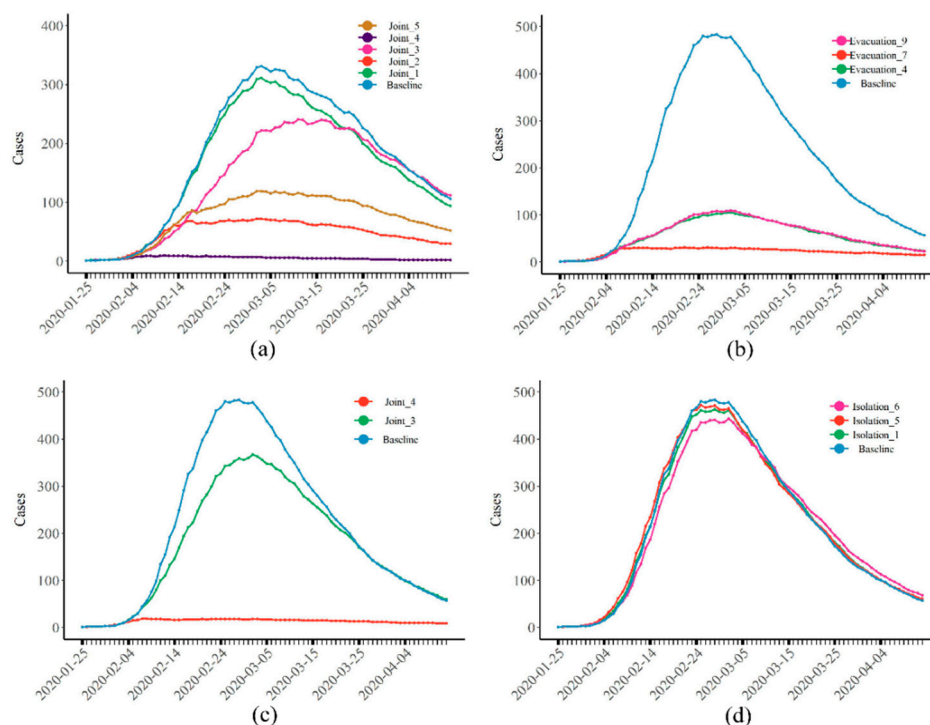 400
300
200
100
0
Cases
Joint_5
Joint_4
Joint_3
Joint_2
Joint_1
Baseline
2020-01-25
2020-02-04
2020-02-14
2020-02-24
2020-03-05
2020-03-15
2020-03-25
2020-04-04
(a)
500
400
300
200
100
0
Cases
Evacuation_9
Evacuation_7
Evacuation_4
Baseline
2020-01-25
2020-02-04
2020-02-14
2020-02-24
2020-03-05
2020-03-15
2020-03-25
2020-04-04
(b)
500
400
300
200
100
0
Cases
Joint_4
Joint_3
Baseline
2020-01-25
2020-02-04
2020-02-14
2020-02-24
2020-03-05
2020-03-15
2020-03-25
2020-04-04
(c)
500
400
300
200
100
0
Cases
Isolation_6
Isolation_5
Isolation_1
Baseline
2020-01-25
2020-02-04
2020-02-14
2020-02-24
2020-03-05
2020-03-15
2020-03-25
2020-04-04
(d)